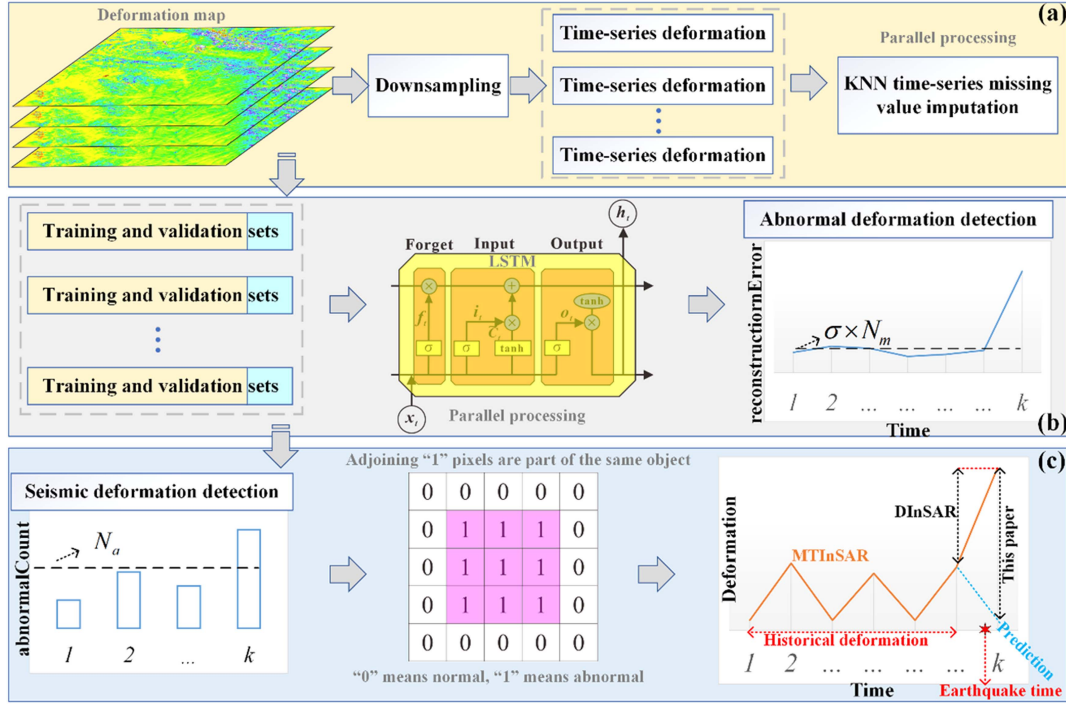 Deformation map
(a)
Downsampling
Time-series deformation
Time-series deformation
Time-series deformation
Parallel processing
KNN time-series missing
value imputation
Training and validation sets
Training and validation sets
Training and validation sets
Forget Input Output
LSTM
h_t
f_t
i_t
C̃_t
o_t
tanh
σ
σ
tanh
σ
x_t
Parallel processing
Abnormal deformation detection
reconstructiornError
σ × N_m
1 2 ... ... ... ... k
Time
(b)
Seismic deformation detection
abnormalCount
N_a
1 2 ... k
Adjoining “1” pixels are part of the same object
0 0 0 0 0
0 1 1 1 0
0 1 1 1 0
0 1 1 1 0
0 0 0 0 0
“0” means normal, “1” means abnormal
(c)
Deformation
MTInSAR
DInSAR
This paper
Prediction
Historical deformation
1 2 ... ... ... ... k
Time
Earthquake time